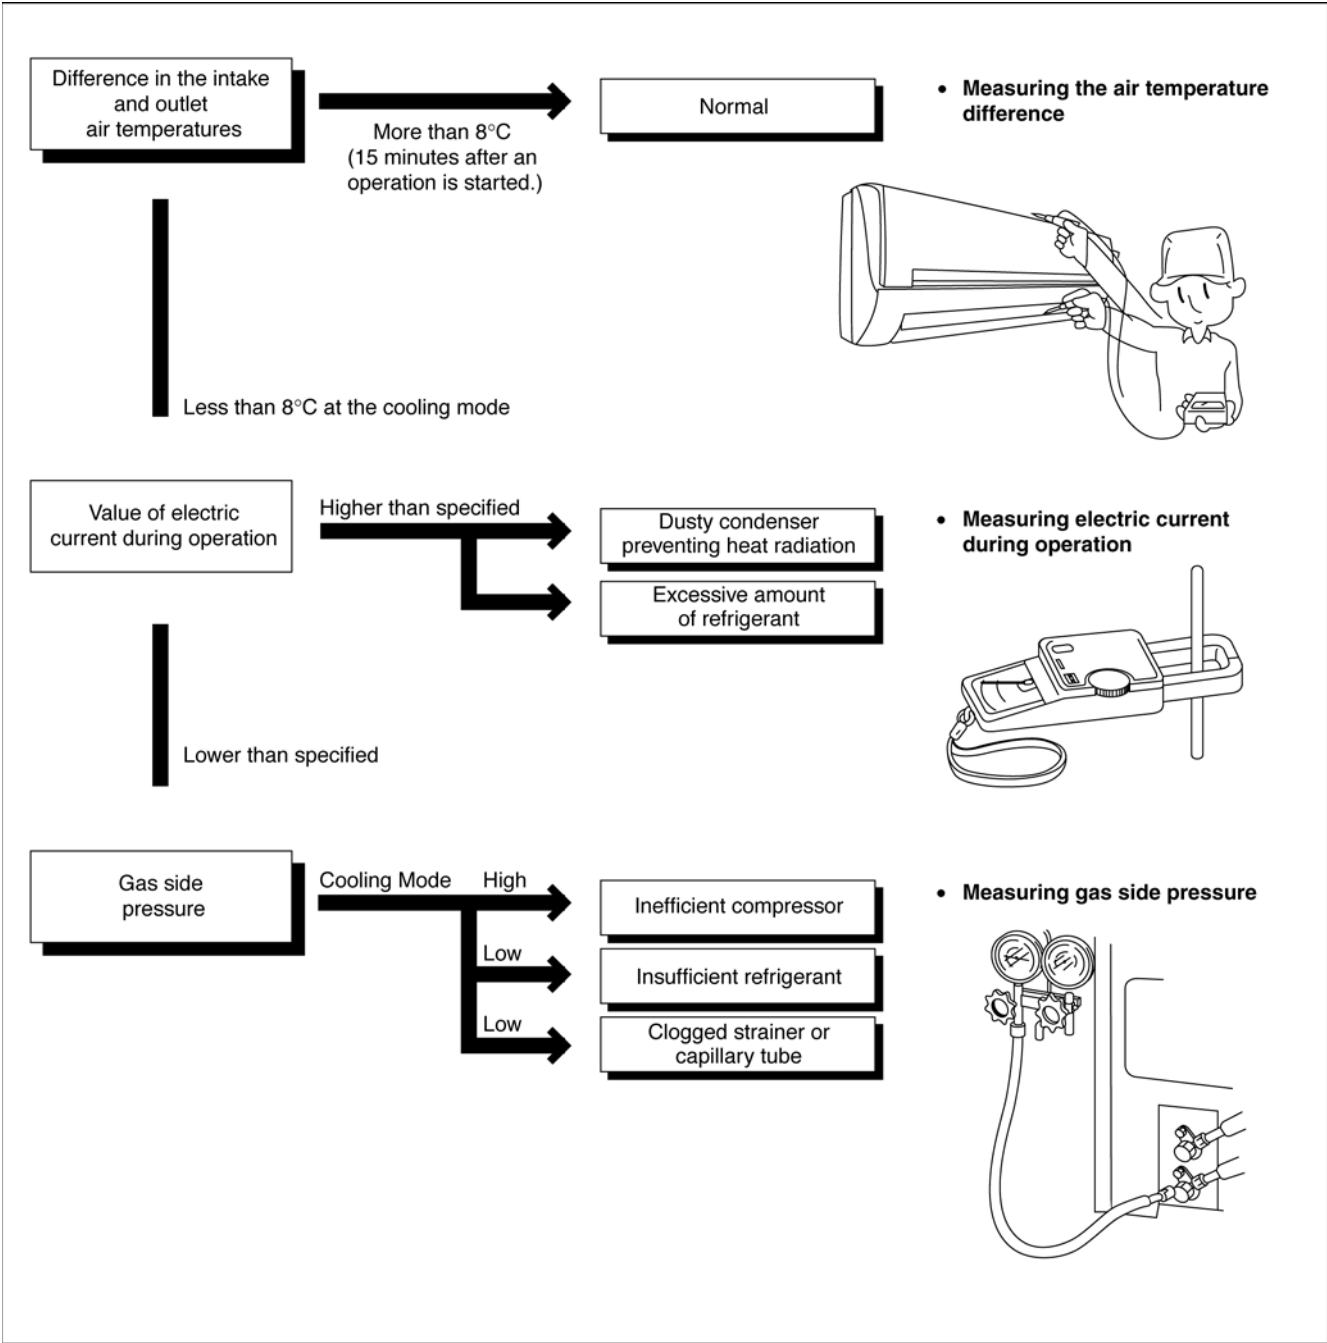 Difference in the intake
and outlet
air temperatures
More than 8°C
(15 minutes after an
operation is started.)
Normal
• Measuring the air temperature
difference
Less than 8°C at the cooling mode
Value of electric
current during operation
Higher than specified
Dusty condenser
preventing heat radiation
Excessive amount
of refrigerant
• Measuring electric current
during operation
Lower than specified
Gas side
pressure
Cooling Mode
High
Inefficient compressor
Low
Insufficient refrigerant
Low
Clogged strainer or
capillary tube
• Measuring gas side pressure